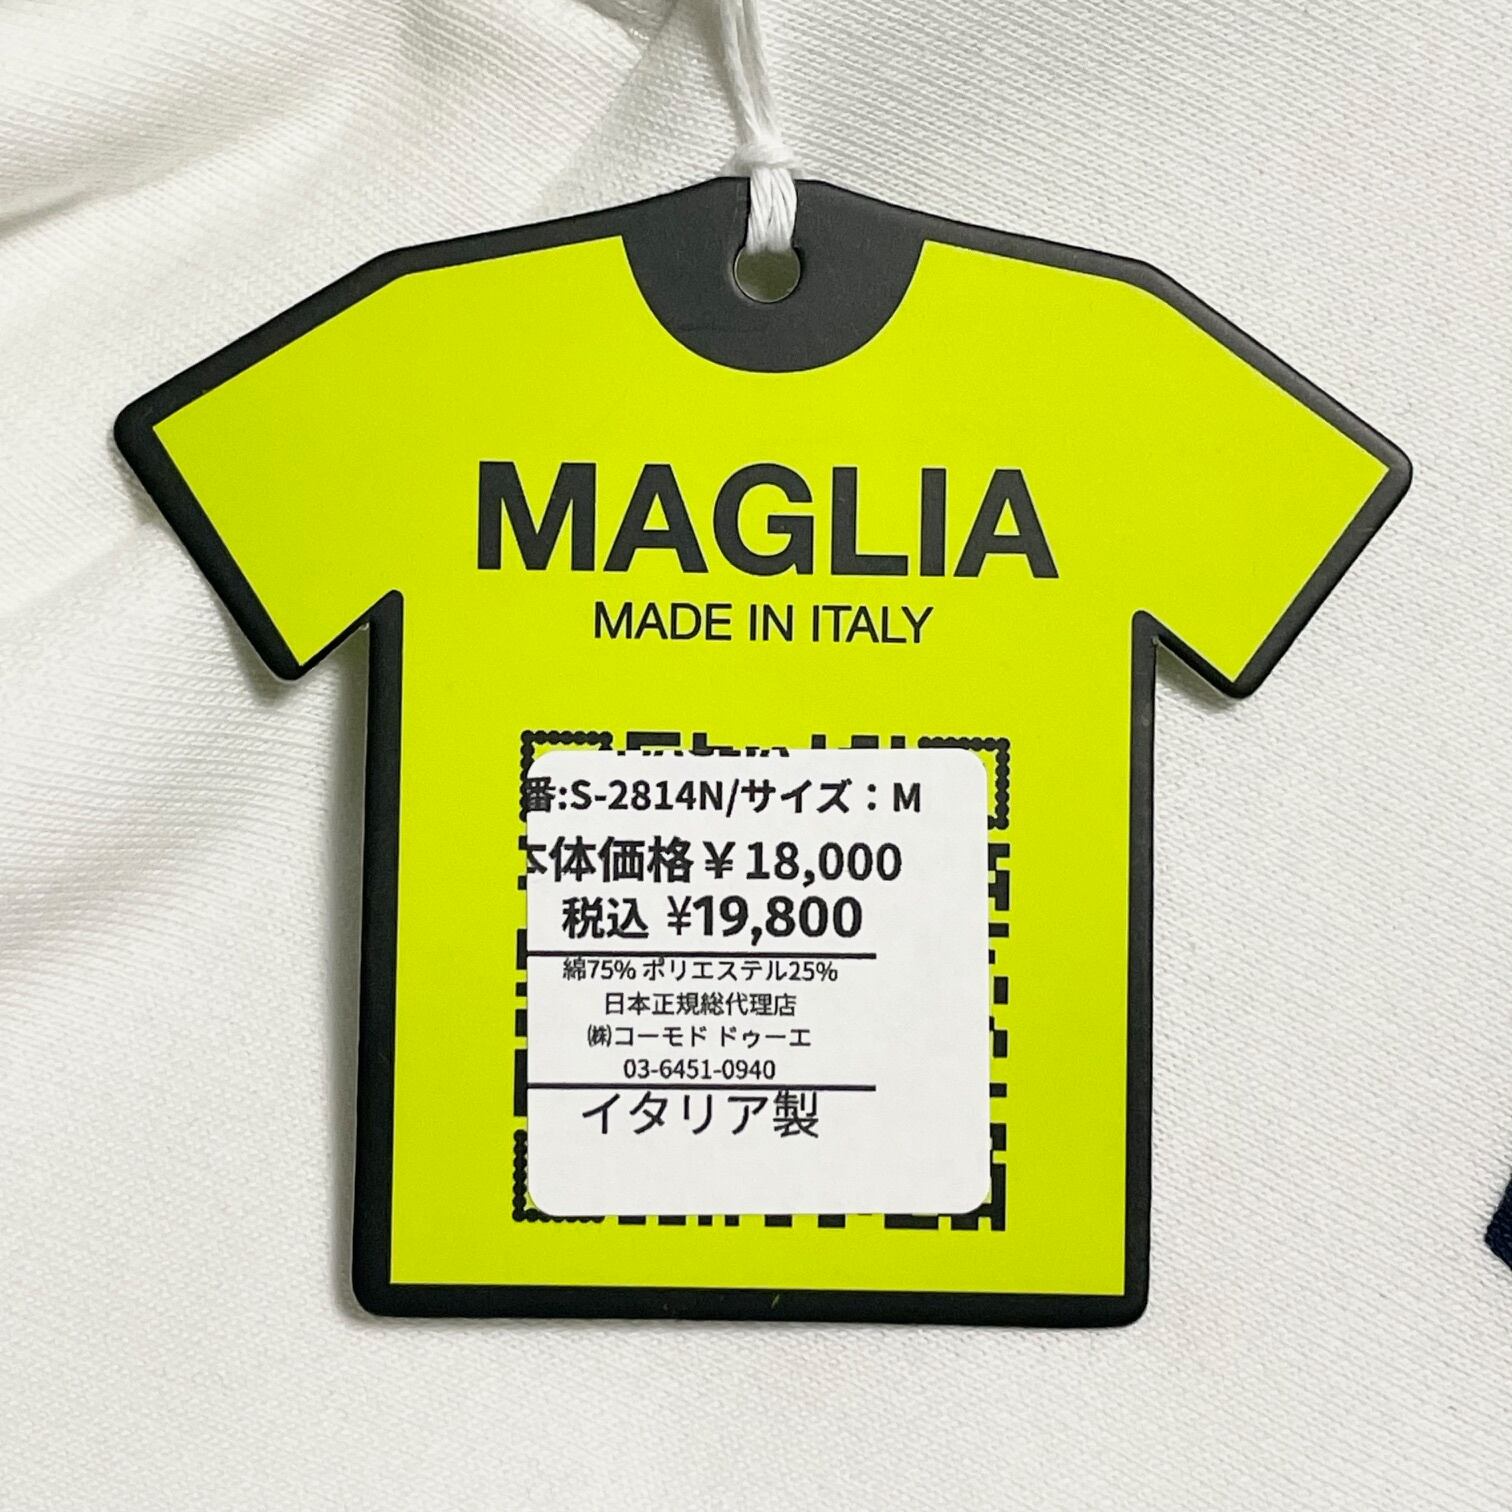 MAGLIA
MADE IN ITALY
番:S-2814N/サイズ：M
本体価格￥18,000
税込 ¥19,800
綿75% ポリエステル25%
日本正規総代理店
㈱コーモド ドゥーエ
03-6451-0940
イタリア製